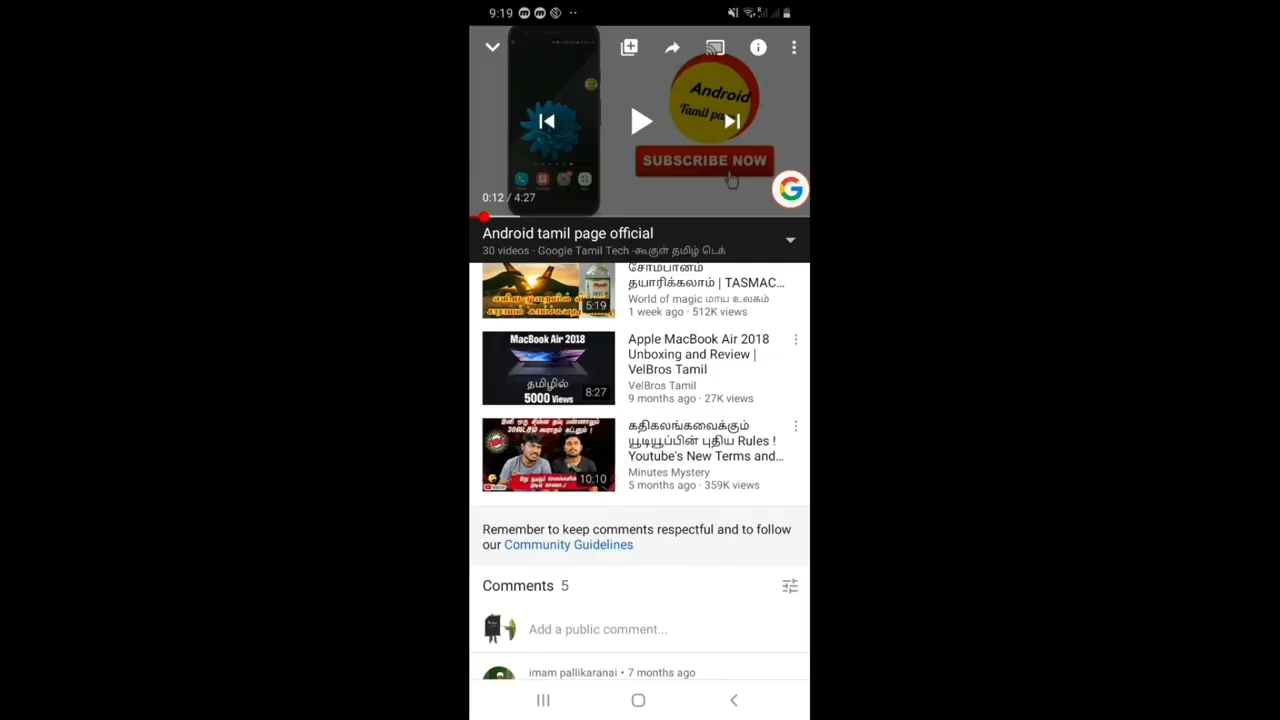 9:19
Android
Tamil pa
SUBSCRIBE NOW
0:12 / 4:27
Android tamil page official
30 videos · Google Tamil Tech -கூகுள் தமிழ் டெக்
சோம்பானம்
தயாரிக்கலாம் | TASMAC...
World of magic மாய உலகம்
1 week ago · 512K views
5:19
MacBook Air 2018
தமிழில்
5000 Views
8:27
Apple MacBook Air 2018
Unboxing and Review |
VelBros Tamil
VelBros Tamil
9 months ago · 27K views
10:10
கதிகலங்கவைக்கும்
யூடியூப்பின் புதிய Rules !
Youtube's New Terms and...
Minutes Mystery
5 months ago · 359K views
Remember to keep comments respectful and to follow
our Community Guidelines
Comments 5
Add a public comment...
imam pallikaranai • 7 months ago